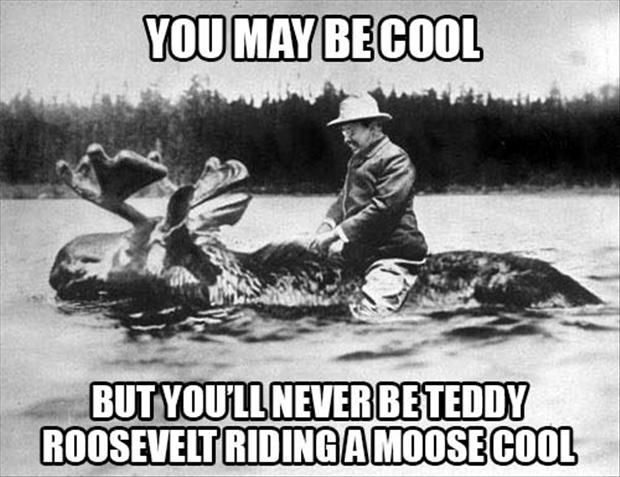 YOU MAY BE COOL
BUT YOU'LL NEVER BE TEDDY
ROOSEVELT RIDING A MOOSE COOL